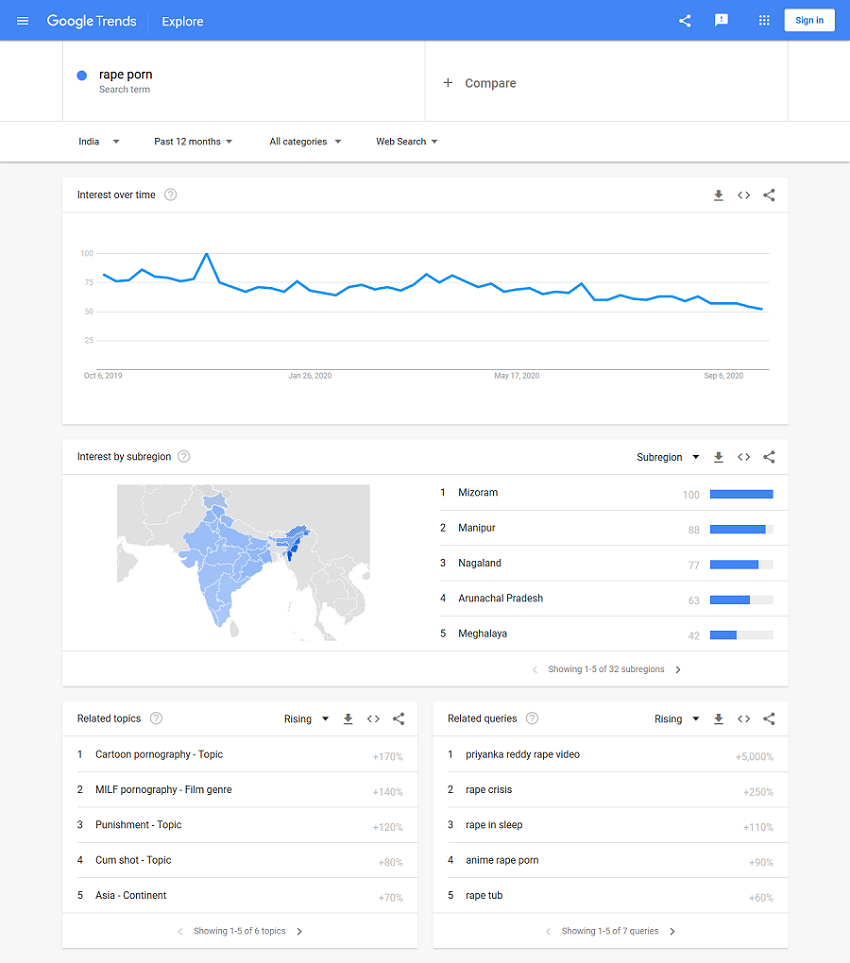 Google Trends Explore Sign in
rape porn
Search term
+ Compare
India Past 12 months All categories Web Search
Interest over time ?
100
75
50
25
Oct 6, 2019 Jan 26, 2020 May 17, 2020 Sep 6, 2020
Interest by subregion ? Subregion
1 Mizoram 100
2 Manipur 88
3 Nagaland 77
4 Arunachal Pradesh 63
5 Meghalaya 42
Showing 1-5 of 32 subregions
Related topics ? Rising
1 Cartoon pornography - Topic +170%
2 MILF pornography - Film genre +140%
3 Punishment - Topic +120%
4 Cum shot - Topic +80%
5 Asia - Continent +70%
Showing 1-5 of 6 topics
Related queries ? Rising
1 priyanka reddy rape video +5,000%
2 rape crisis +250%
3 rape in sleep +110%
4 anime rape porn +90%
5 rape tub +60%
Showing 1-5 of 7 queries